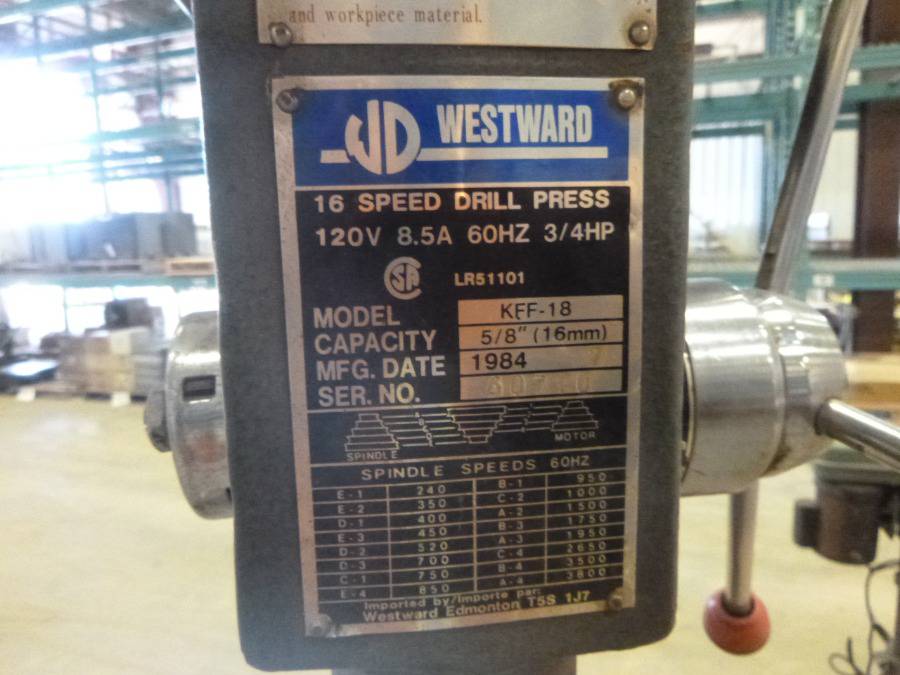 and workpiece material.
WD WESTWARD
16 SPEED DRILL PRESS
120V 8.5A 60HZ 3/4HP
LR51101
MODEL KFF-18
CAPACITY 5/8" (16mm)
MFG. DATE 1984 7
SER. NO.
SPINDLE MOTOR
SPINDLE SPEEDS 60HZ
E-1 240 B-1 950
E-2 350 C-2 1000
D-1 400 A-2 1500
E-3 450 B-3 1750
D-2 520 A-3 1950
D-3 700 C-4 2650
C-1 750 B-4 3500
E-4 850 A-4 3800
Imported by/Importe par:
Westward Edmonton T5S 1J7